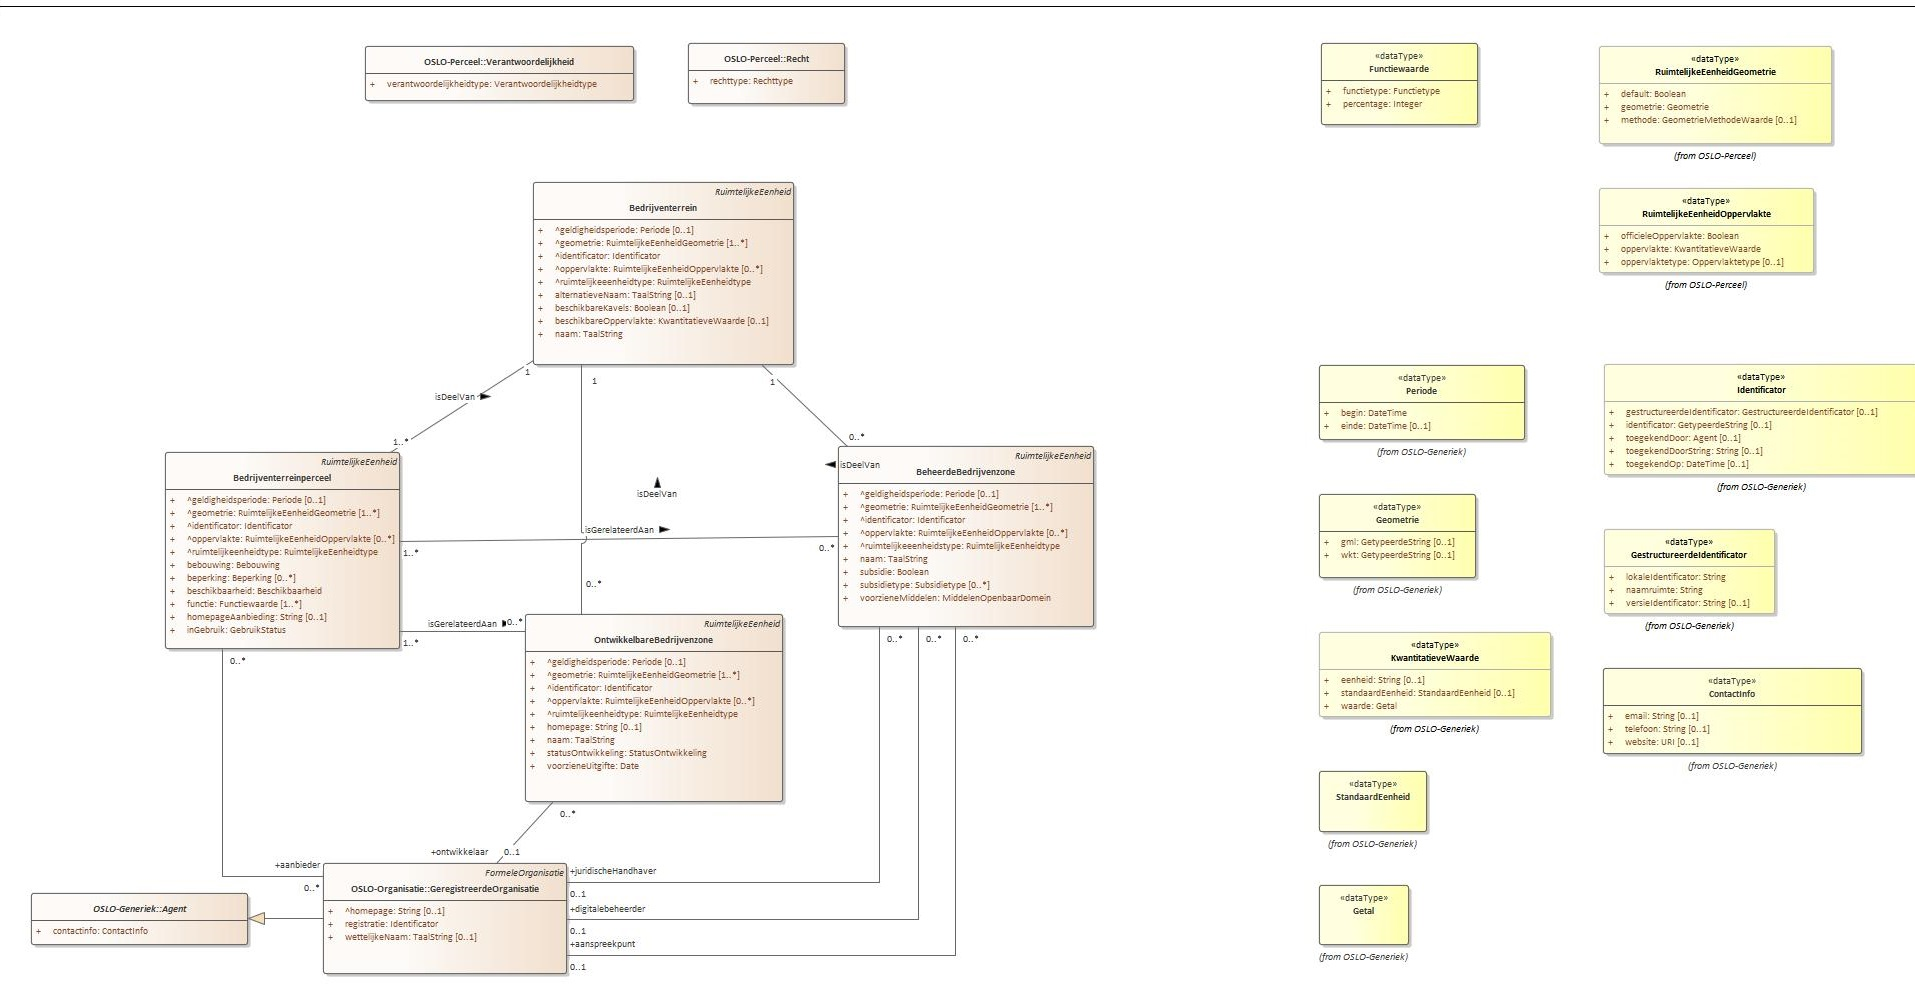 OSLO-Perceel::Verantwoordelijkheid
+ verantwoordelijkheidtype: Verantwoordelijkheidtype
OSLO-Perceel::Recht
+ rechttype: Rechttype
«dataType»
Functiewaarde
+ functietype: Functietype
+ percentage: Integer
«dataType»
RuimtelijkeEenheidGeometrie
+ default: Boolean
+ geometrie: Geometrie
+ methode: GeometrieMethodeWaarde [0..1]
(from OSLO-Perceel)
RuimtelijkeEenheid
Bedrijventerrein
+ ^geldigheidsperiode: Periode [0..1]
+ ^geometrie: RuimtelijkeEenheidGeometrie [1..*]
+ ^identificator: Identificator
+ ^oppervlakte: RuimtelijkeEenheidOppervlakte [0..*]
+ ^ruimtelijkeeenheidtype: RuimtelijkeEenheidtype
+ alternatieveNaam: TaalString [0..1]
+ beschikbareKavels: Boolean [0..1]
+ beschikbareOppervlakte: KwantitatieveWaarde [0..1]
+ naam: TaalString
«dataType»
RuimtelijkeEenheidOppervlakte
+ officieleOppervlakte: Boolean
+ oppervlakte: KwantitatieveWaarde
+ oppervlaktetype: Oppervlaktetype [0..1]
(from OSLO-Perceel)
1
1
1
isDeelVan
1..*
0..*
isDeelVan
isDeelVan
RuimtelijkeEenheid
Bedrijventerreinperceel
+ ^geldigheidsperiode: Periode [0..1]
+ ^geometrie: RuimtelijkeEenheidGeometrie [1..*]
+ ^identificator: Identificator
+ ^oppervlakte: RuimtelijkeEenheidOppervlakte [0..*]
+ ^ruimtelijkeeenheidtype: RuimtelijkeEenheidtype
+ bebouwing: Bebouwing
+ beperking: Beperking [0..*]
+ beschikbaarheid: Beschikbaarheid
+ functie: Functiewaarde [1..*]
+ homepageAanbieding: String [0..1]
+ inGebruik: GebruikStatus
isGerelateerdAan
1..*
0..*
0..*
isGerelateerdAan
0..*
1..*
RuimtelijkeEenheid
BeheerdeBedrijvenzone
+ ^geldigheidsperiode: Periode [0..1]
+ ^geometrie: RuimtelijkeEenheidGeometrie [1..*]
+ ^identificator: Identificator
+ ^oppervlakte: RuimtelijkeEenheidOppervlakte [0..*]
+ ^ruimtelijkeeenheidstype: RuimtelijkeEenheidtype
+ naam: TaalString
+ subsidie: Boolean
+ subsidietype: Subsidietype [0..*]
+ voorzieneMiddelen: MiddelenOpenbaarDomein
0..*
0..*
0..*
0..*
RuimtelijkeEenheid
OntwikkelbareBedrijvenzone
+ ^geldigheidsperiode: Periode [0..1]
+ ^geometrie: RuimtelijkeEenheidGeometrie [1..*]
+ ^identificator: Identificator
+ ^oppervlakte: RuimtelijkeEenheidOppervlakte [0..*]
+ ^ruimtelijkeenheidtype: RuimtelijkeEenheidtype
+ homepage: String [0..1]
+ naam: TaalString
+ statusOntwikkeling: StatusOntwikkeling
+ voorzieneUitgifte: Date
0..*
+ontwikkelaar 0..1
+aanbieder
0..*
FormeleOrganisatie
OSLO-Organisatie::GeregistreerdeOrganisatie
+ ^homepage: String [0..1]
+ registratie: Identificator
+ wettelijkeNaam: TaalString [0..1]
+juridischeHandhaver
0..1
+digitalebeheerder
0..1
+aanspreekpunt
0..1
OSLO-Generiek::Agent
+ contactinfo: ContactInfo
«dataType»
Periode
+ begin: DateTime
+ einde: DateTime [0..1]
(from OSLO-Generiek)
«dataType»
Identificator
+ gestructureerdeIdentificator: GestructureerdeIdentificator [0..1]
+ identificator: GetypeerdeString [0..1]
+ toegekendDoor: Agent [0..1]
+ toegekendDoorString: String [0..1]
+ toegekendOp: DateTime [0..1]
(from OSLO-Generiek)
«dataType»
Geometrie
+ gml: GetypeerdeString [0..1]
+ wkt: GetypeerdeString [0..1]
(from OSLO-Generiek)
«dataType»
GestructureerdeIdentificator
+ lokaleIdentificator: String
+ naamruimte: String
+ versieIdentificator: String [0..1]
(from OSLO-Generiek)
«dataType»
KwantitatieveWaarde
+ eenheid: String [0..1]
+ standaardEenheid: StandaardEenheid [0..1]
+ waarde: Getal
(from OSLO-Generiek)
«dataType»
ContactInfo
+ email: String [0..1]
+ telefoon: String [0..1]
+ website: URI [0..1]
(from OSLO-Generiek)
«dataType»
StandaardEenheid
(from OSLO-Generiek)
«dataType»
Getal
(from OSLO-Generiek)